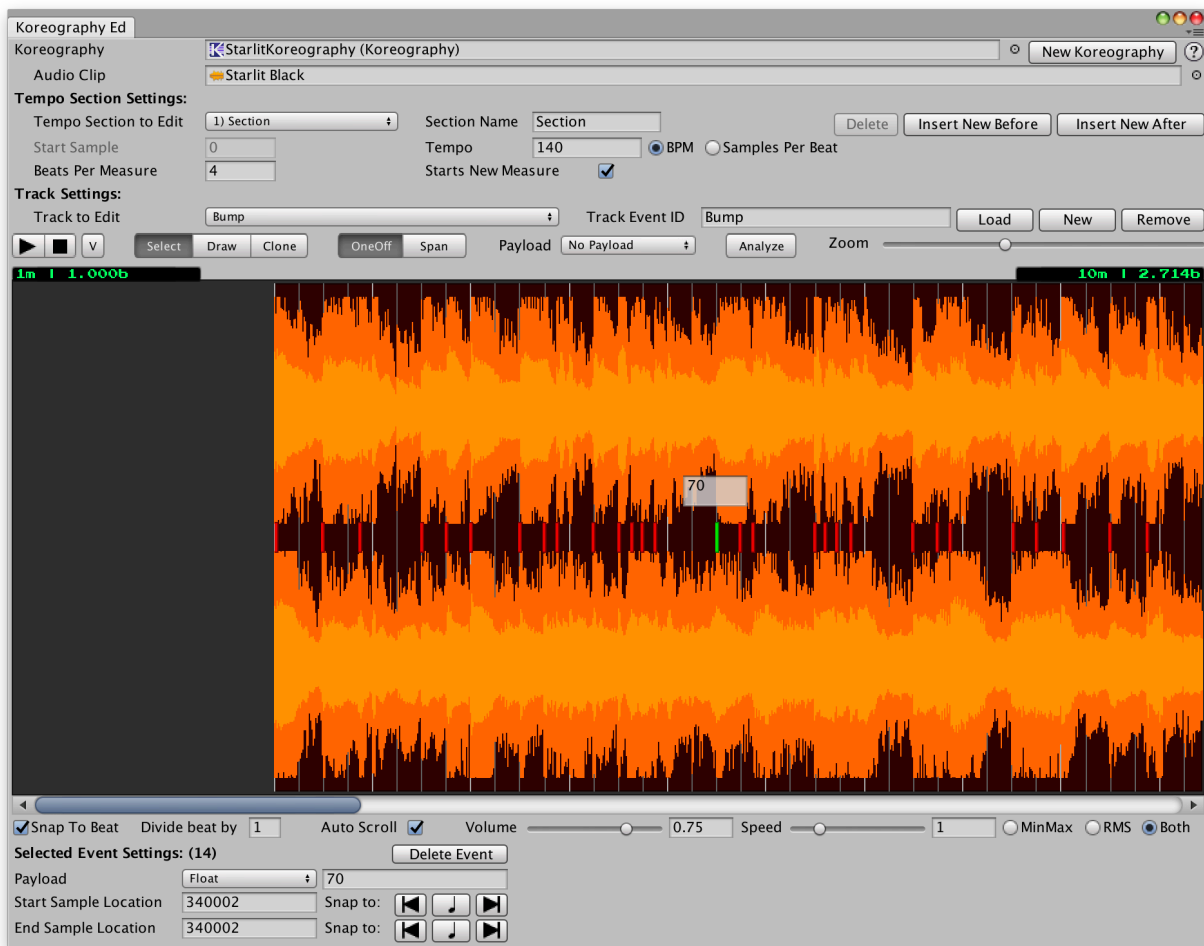 Koreography Ed
Koreography StarlitKoreography (Koreography) New Koreography ?
Audio Clip Starlit Black
Tempo Section Settings:
Tempo Section to Edit 1) Section Section Name Section Delete Insert New Before Insert New After
Start Sample 0 Tempo 140 BPM Samples Per Beat
Beats Per Measure 4 Starts New Measure
Track Settings:
Track to Edit Bump Track Event ID Bump Load New Remove
V Select Draw Clone OneOff Span Payload No Payload Analyze Zoom
1m | 1.000b 10m | 2.714b
70
Snap To Beat Divide beat by 1 Auto Scroll Volume 0.75 Speed 1 MinMax RMS Both
Selected Event Settings: (14) Delete Event
Payload Float 70
Start Sample Location 340002 Snap to:
End Sample Location 340002 Snap to: